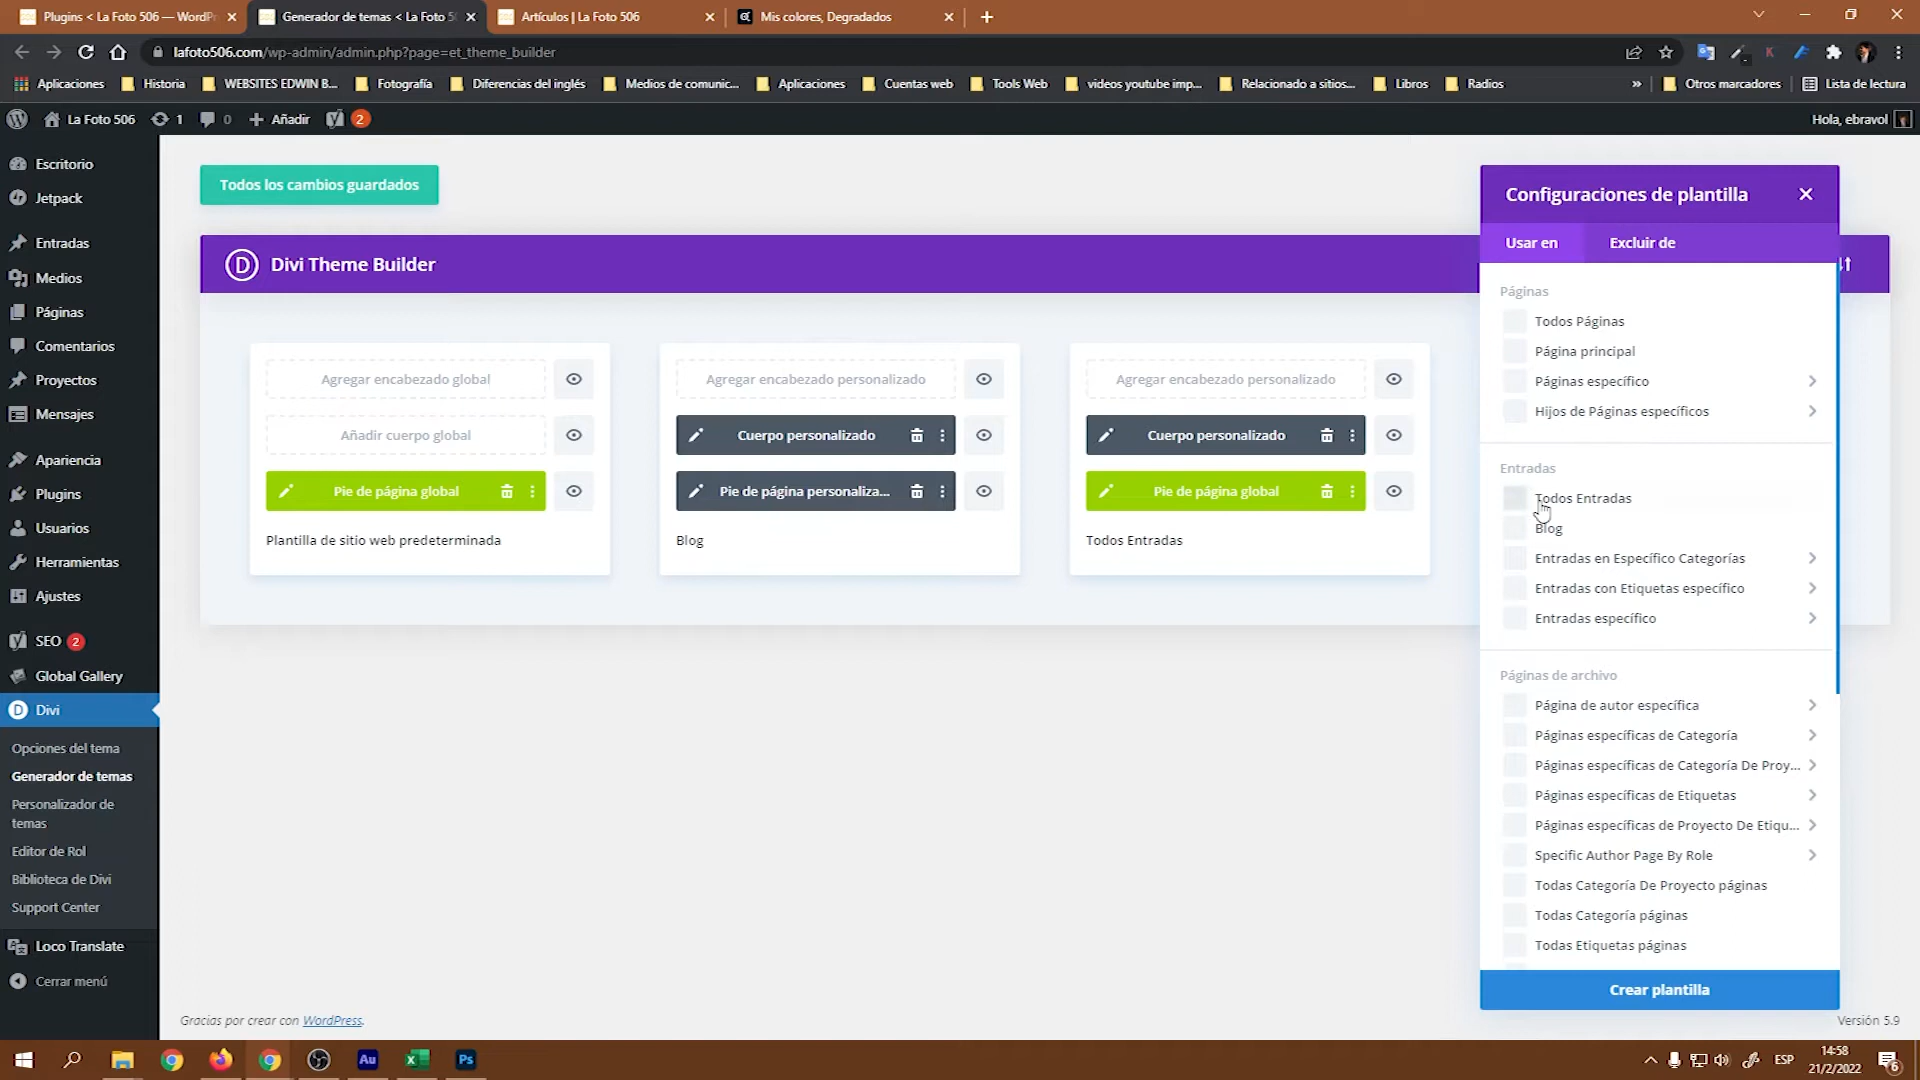 Plugins < La Foto 506 — WordPr
Generador de temas < La Foto 5
Artículos | La Foto 506
Mis colores, Degradados
lafoto506.com/wp-admin/admin.php?page=et_theme_builder
Aplicaciones
Historia
WEBSITES EDWIN B...
Fotografía
Diferencias del inglés
Medios de comunic...
Aplicaciones
Cuentas web
Tools Web
videos youtube imp...
Relacionado a sitios...
Libros
Radios
»
Otros marcadores
Lista de lectura
La Foto 506
1
0
Añadir
2
Hola, ebravol
Escritorio
Jetpack
Entradas
Medios
Páginas
Comentarios
Proyectos
Mensajes
Apariencia
Plugins
Usuarios
Herramientas
Ajustes
SEO 2
Global Gallery
Divi
Opciones del tema
Generador de temas
Personalizador de
temas
Editor de Rol
Biblioteca de Divi
Support Center
Loco Translate
Cerrar menú
Todos los cambios guardados
D Divi Theme Builder
Agregar encabezado global
Añadir cuerpo global
Pie de página global
Plantilla de sitio web predeterminada
Agregar encabezado personalizado
Cuerpo personalizado
Pie de página personaliza...
Blog
Agregar encabezado personalizado
Cuerpo personalizado
Pie de página global
Todos Entradas
Configuraciones de plantilla
Usar en
Excluir de
Páginas
Todos Páginas
Página principal
Páginas específico
Hijos de Páginas específicos
Entradas
Todos Entradas
Blog
Entradas en Específico Categorías
Entradas con Etiquetas específico
Entradas específico
Páginas de archivo
Página de autor específica
Páginas específicas de Categoría
Páginas específicas de Categoría De Proy...
Páginas específicas de Etiquetas
Páginas específicas de Proyecto De Etiqu...
Specific Author Page By Role
Todas Categoría De Proyecto páginas
Todas Categoría páginas
Todas Etiquetas páginas
Crear plantilla
Gracias por crear con WordPress.
Versión 5.9
Au
Ps
ESP
14:58
21/2/2022
6